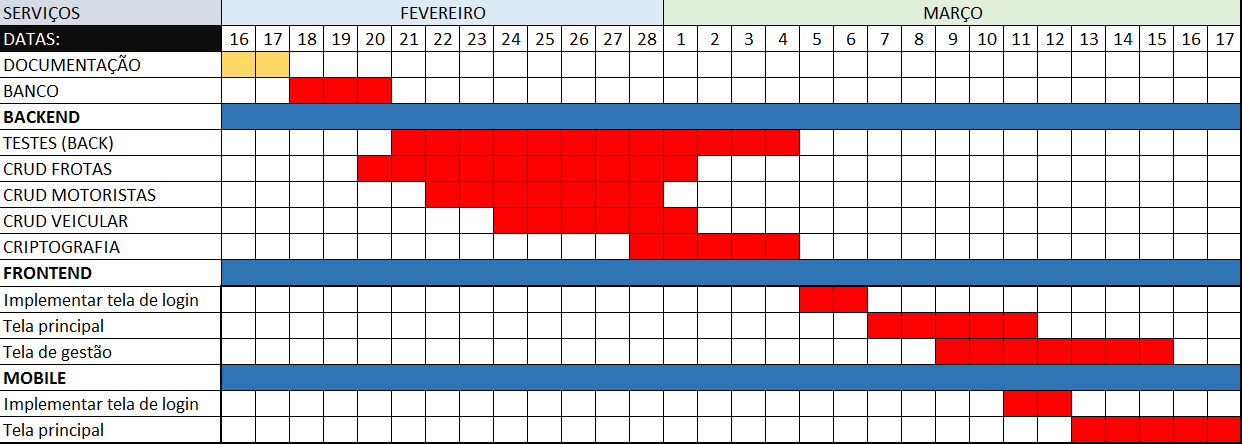 SERVIÇOS FEVEREIRO MARÇO
DATAS: 16 17 18 19 20 21 22 23 24 25 26 27 28 1 2 3 4 5 6 7 8 9 10 11 12 13 14 15 16 17
DOCUMENTAÇÃO
BANCO
BACKEND
TESTES (BACK)
CRUD FROTAS
CRUD MOTORISTAS
CRUD VEICULAR
CRIPTOGRAFIA
FRONTEND
Implementar tela de login
Tela principal
Tela de gestão
MOBILE
Implementar tela de login
Tela principal